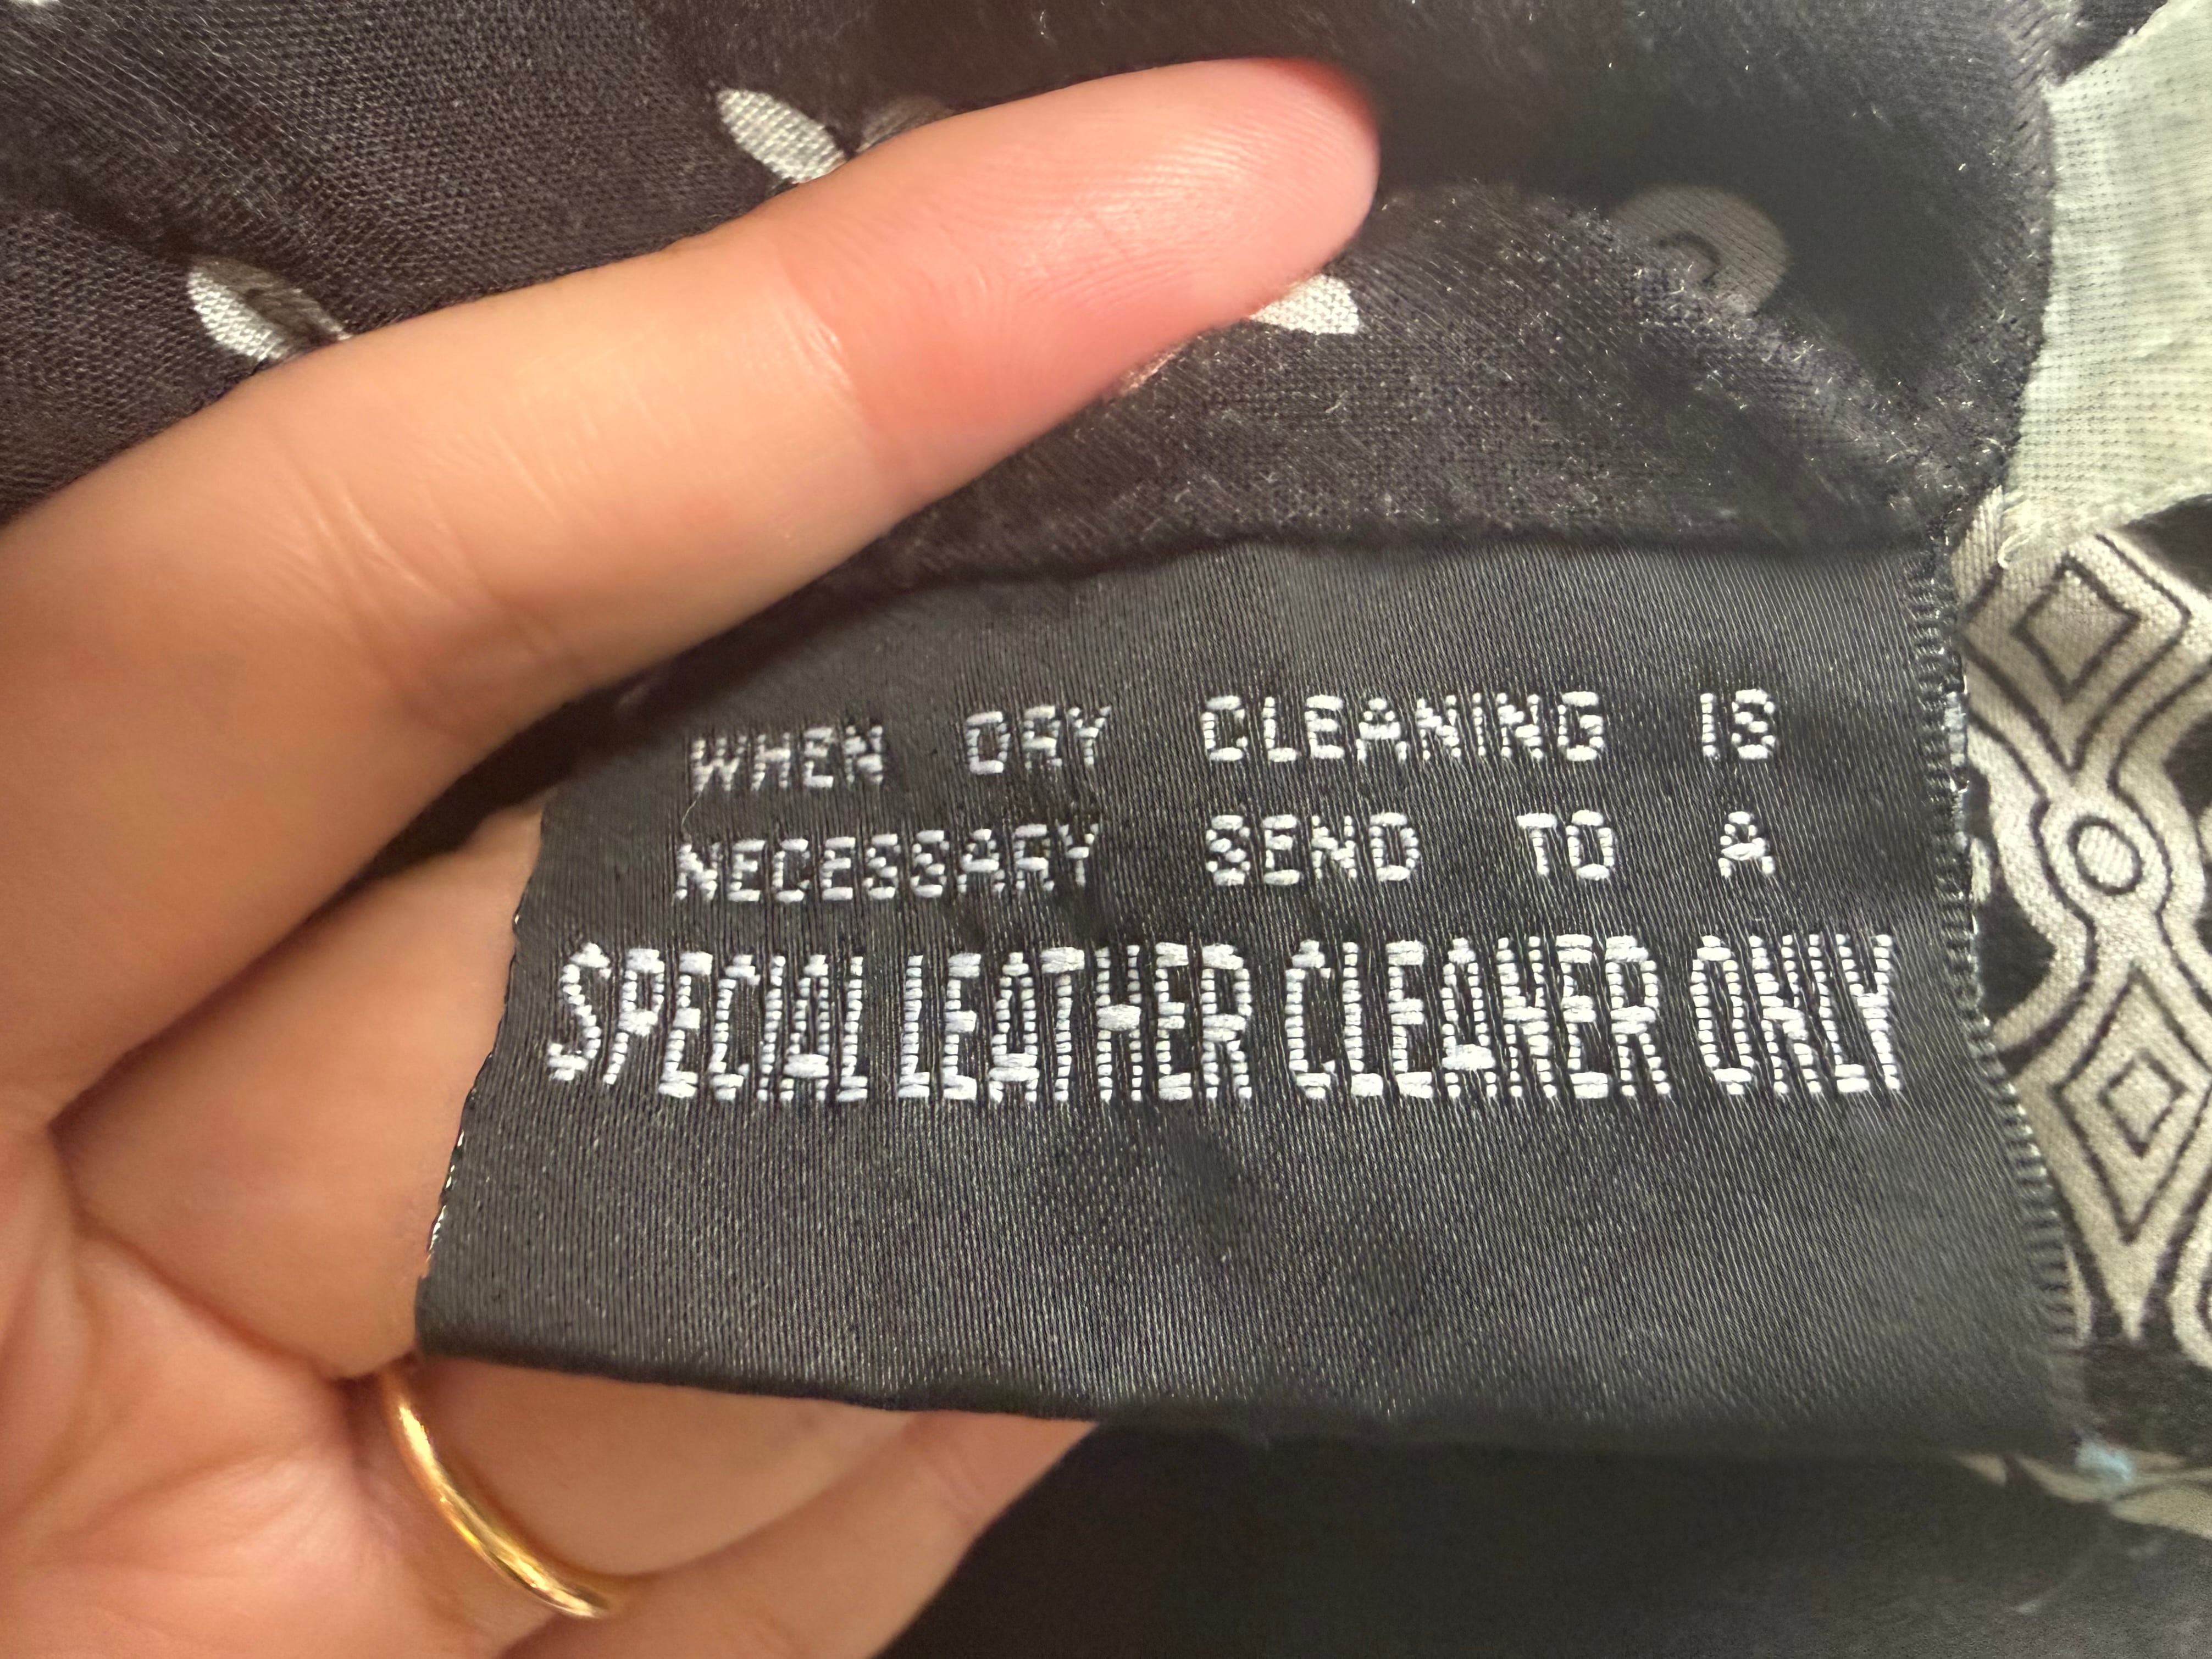 WHEN DRY CLEANING IS
NECESSARY SEND TO A
SPECIAL LEATHER CLEANER ONLY